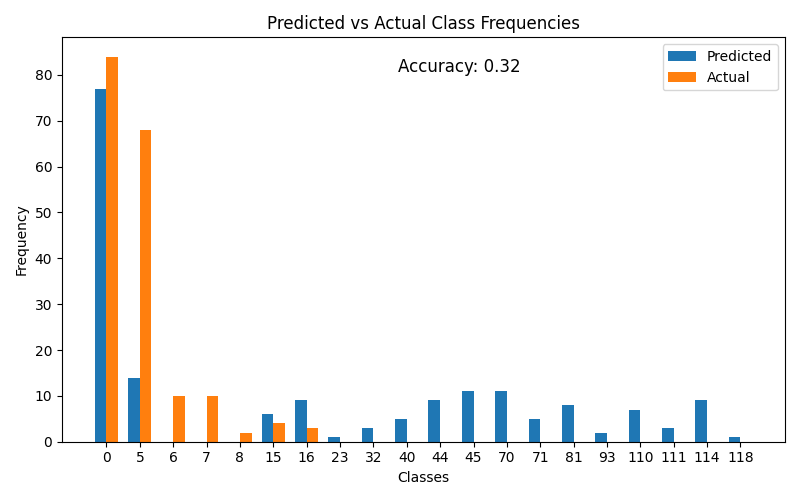 Predicted vs Actual Class Frequencies
Accuracy: 0.32
Predicted
Actual
Frequency
80
70
60
50
40
30
20
10
0
0 5 6 7 8 15 16 23 32 40 44 45 70 71 81 93 110 111 114 118
Classes